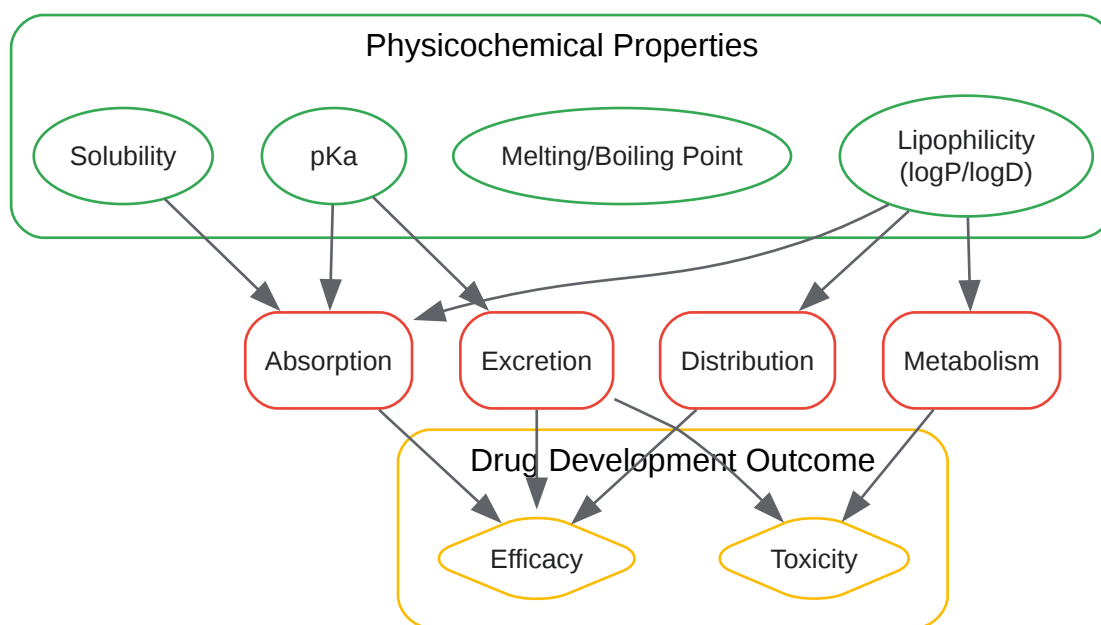 Physicochemical Properties
Solubility
pKa
Melting/Boiling Point
Lipophilicity
(logP/logD)
Absorption
Excretion
Distribution
Metabolism
Drug Development Outcome
Efficacy
Toxicity